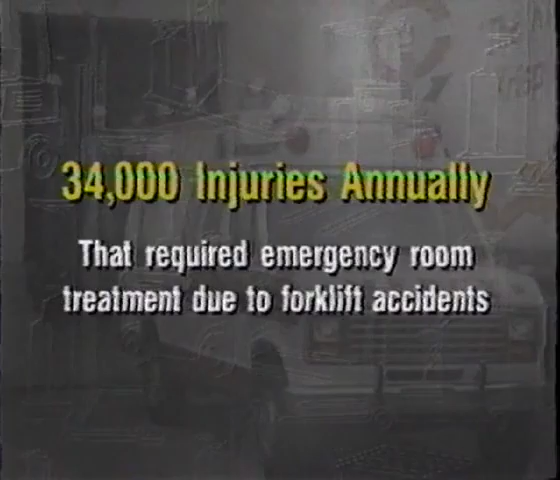 34,000 Injuries Annually
That required emergency room
treatment due to forklift accidents